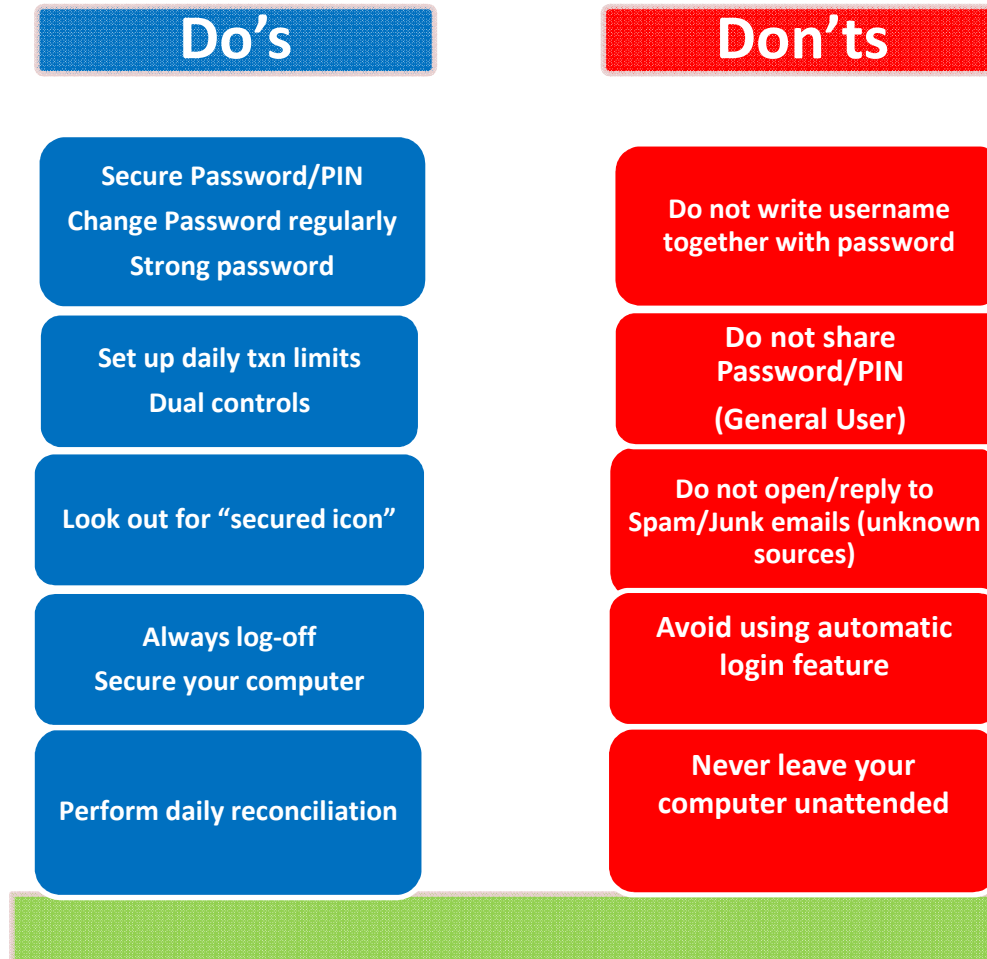 Do’s
Secure Password/PIN
Change Password regularly
Strong password
Set up daily txn limits
Dual controls
Look out for “secured icon”
Always log-off
Secure your computer
Perform daily reconciliation
Don’ts
Do not write username
together with password
Do not share
Password/PIN
(General User)
Do not open/reply to
Spam/Junk emails (unknown
sources)
Avoid using automatic
login feature
Never leave your
computer unattended